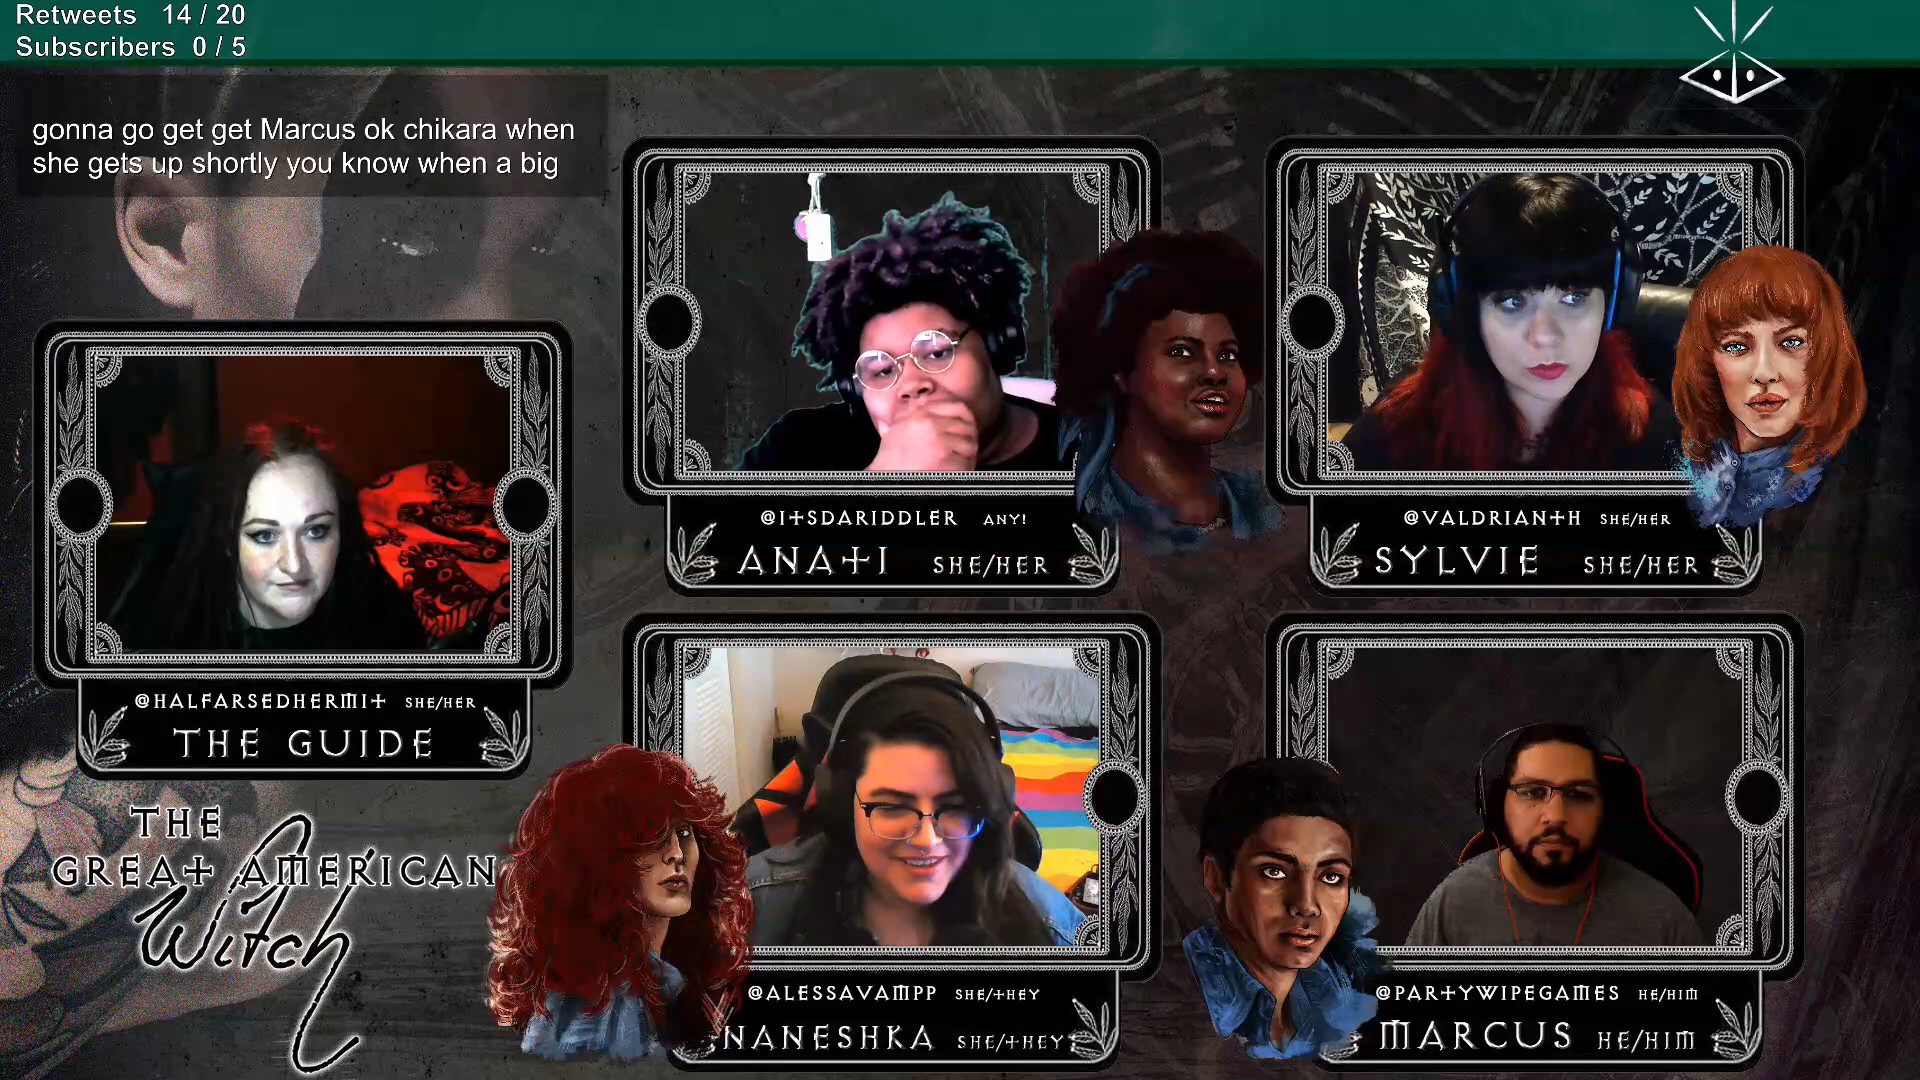 Retweets 14 / 20
Subscribers 0 / 5
gonna go get get Marcus ok chikara when
she gets up shortly you know when a big
@ITSDARIDDLER ANY!
ANATI SHE/HER
@VALDRIANTH SHE/HER
SYLVIE SHE/HER
@HALFARSEDHERMIT SHE/HER
THE GUIDE
THE
GREAT AMERICAN
Witch
@ALESSAVAMPP SHE/THEY
NANESHKA SHE/THEY
@PARTYWIPEGAMES HE/HIM
MARCUS HE/HIM